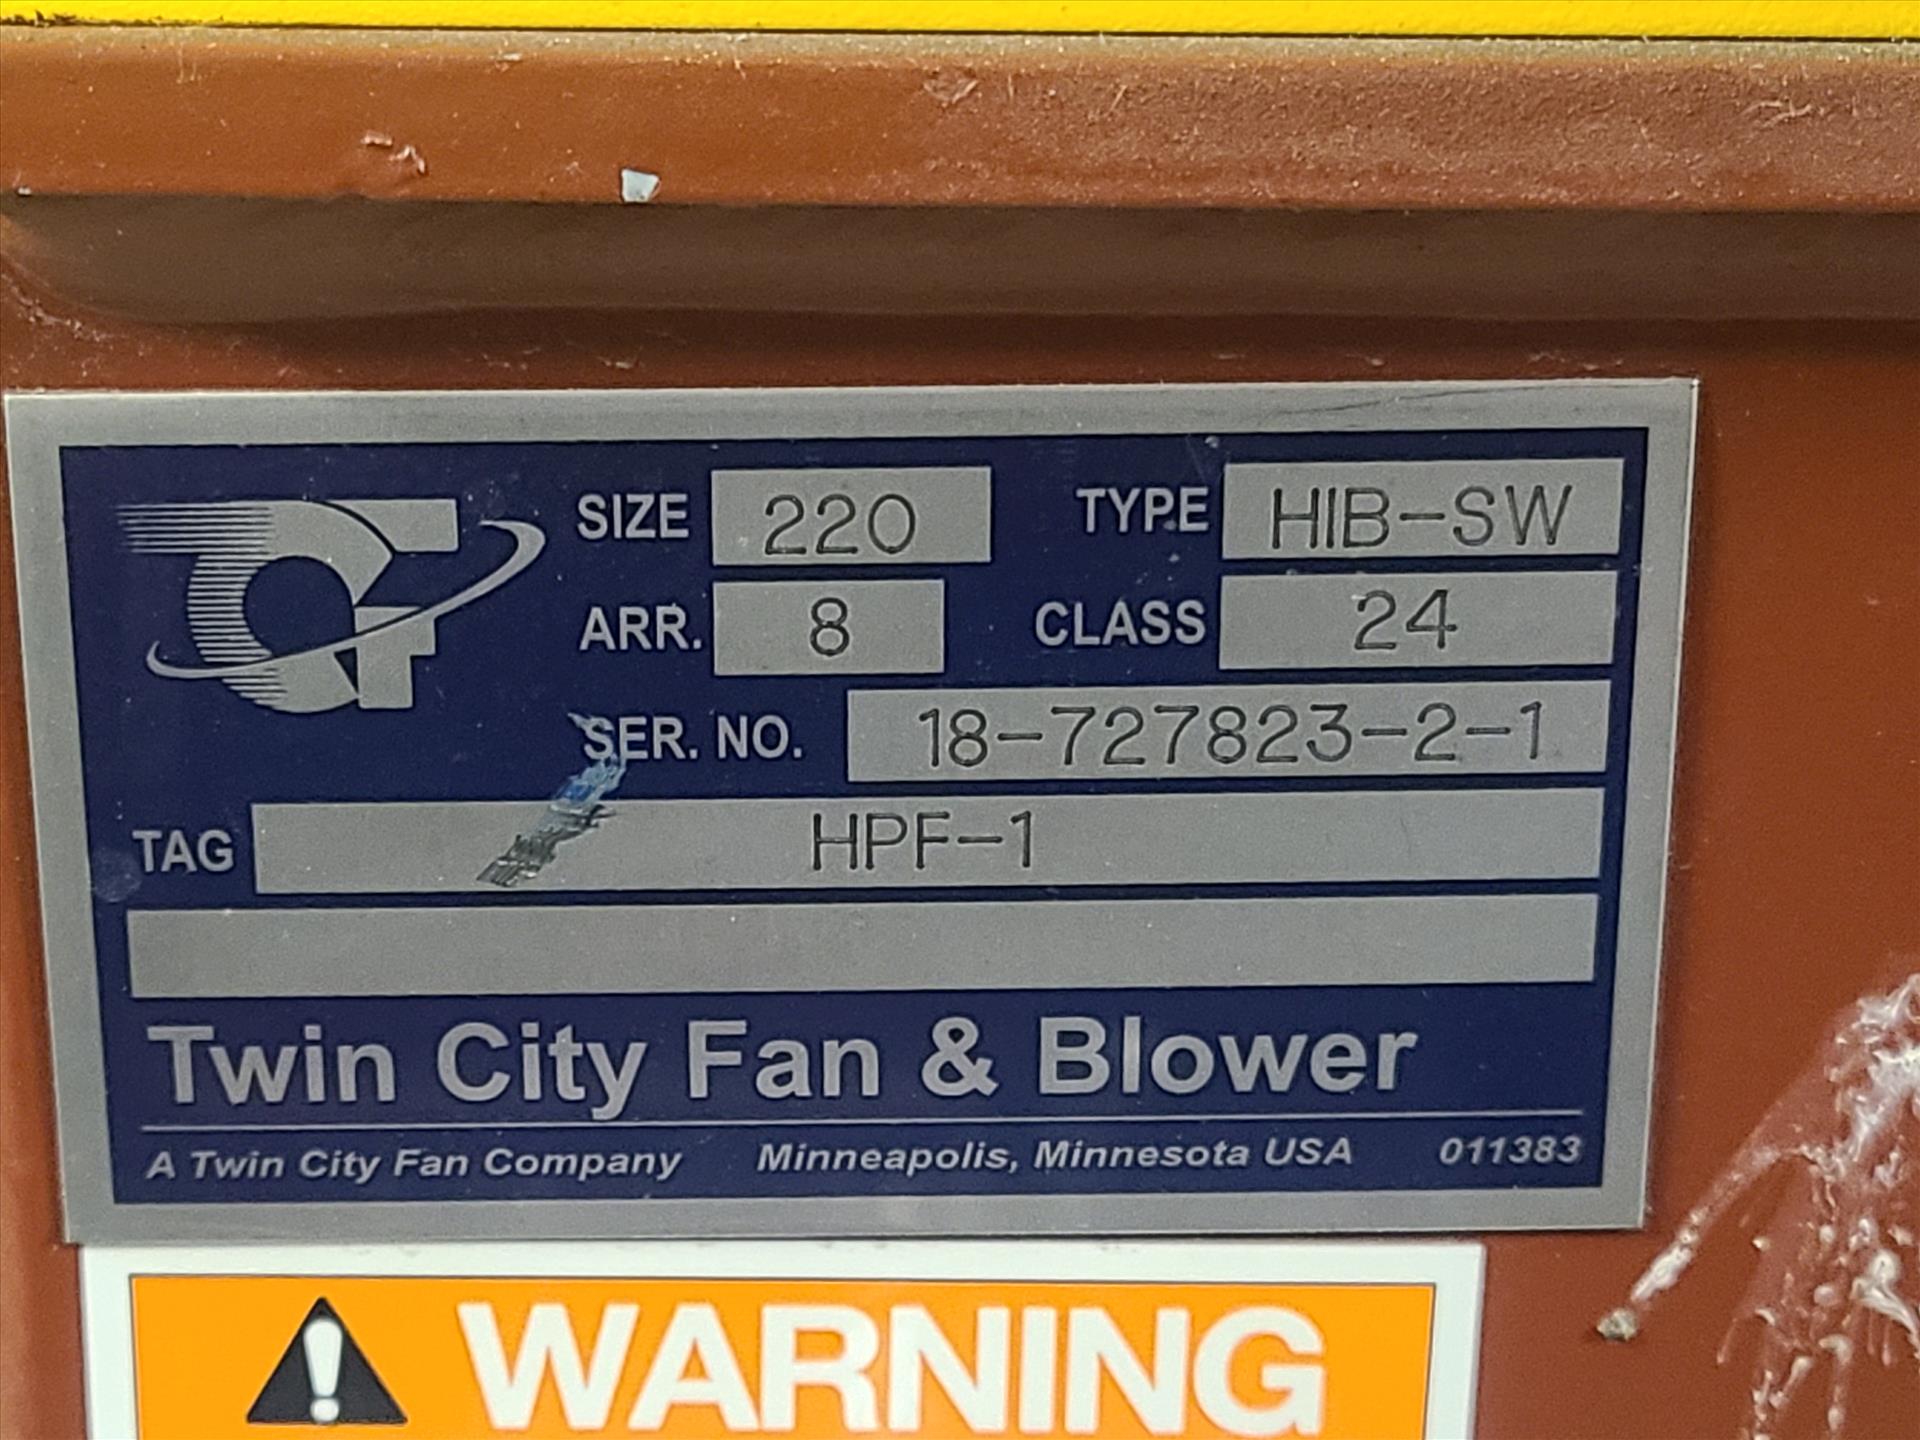 SIZE 220 TYPE HIB-SW
ARR. 8 CLASS 24
SER. NO. 18-727823-2-1
TAG HPF-1
Twin City Fan & Blower
A Twin City Fan Company Minneapolis, Minnesota USA 011383
WARNING